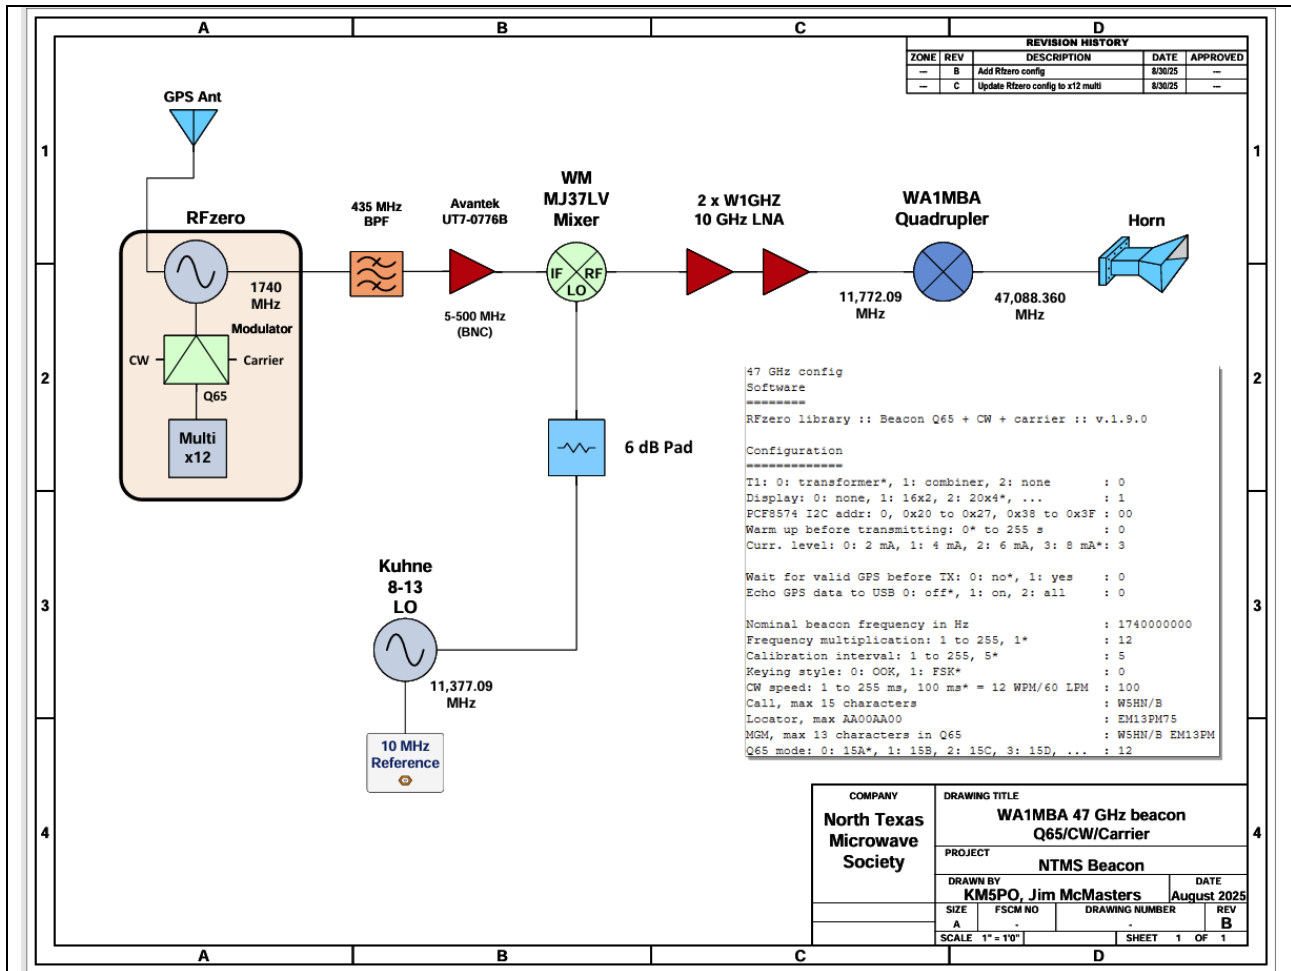 A B C D
REVISION HISTORY
ZONE REV DESCRIPTION DATE APPROVED
--- B Add Rfzero config 8/30/25 ---
--- C Update Rfzero config to x12 multi 8/30/25 ---
GPS Ant
1 1
RFzero
435 MHz
BPF
Avantek
UT7-0776B
WM
MJ37LV
Mixer
2 x W1GHZ
10 GHz LNA
WA1MBA
Quadrupler
Horn
IF RF
LO
1740
MHz
5-500 MHz
(BNC)
11,772.09
MHz
47,088.360
MHz
Modulator
CW Carrier
Q65
Multi
x12
2 2
6 dB Pad
47 GHz config
Software
========
RFzero library :: Beacon Q65 + CW + carrier :: v.1.9.0
Configuration
=============
T1: 0: transformer*, 1: combiner, 2: none : 0
Display: 0: none, 1: 16x2, 2: 20x4*, ... : 1
PCF8574 I2C addr: 0, 0x20 to 0x27, 0x38 to 0x3F : 00
Warm up before transmitting: 0* to 255 s : 0
Curr. level: 0: 2 mA, 1: 4 mA, 2: 6 mA, 3: 8 mA*: 3
Wait for valid GPS before TX: 0: no*, 1: yes : 0
Echo GPS data to USB 0: off*, 1: on, 2: all : 0
Nominal beacon frequency in Hz : 1740000000
Frequency multiplication: 1 to 255, 1* : 12
Calibration interval: 1 to 255, 5* : 5
Keying style: 0: OOK, 1: FSK* : 0
CW speed: 1 to 255 ms, 100 ms* = 12 WPM/60 LPM : 100
Call, max 15 characters : W5HN/B
Locator, max AA00AA00 : EM13PM75
MGM, max 13 characters in Q65 : W5HN/B EM13PM
Q65 mode: 0: 15A*, 1: 15B, 2: 15C, 3: 15D, ... : 12
Kuhne
8-13
LO
3 3
11,377.09
MHz
10 MHz
Reference
COMPANY
North Texas
Microwave
Society
DRAWING TITLE
WA1MBA 47 GHz beacon
Q65/CW/Carrier
4 4
PROJECT
NTMS Beacon
DRAWN BY DATE
KM5PO, Jim McMasters August 2025
SIZE FSCM NO DRAWING NUMBER REV
A - - B
SCALE 1" = 1'0" SHEET 1 OF 1
A B C D